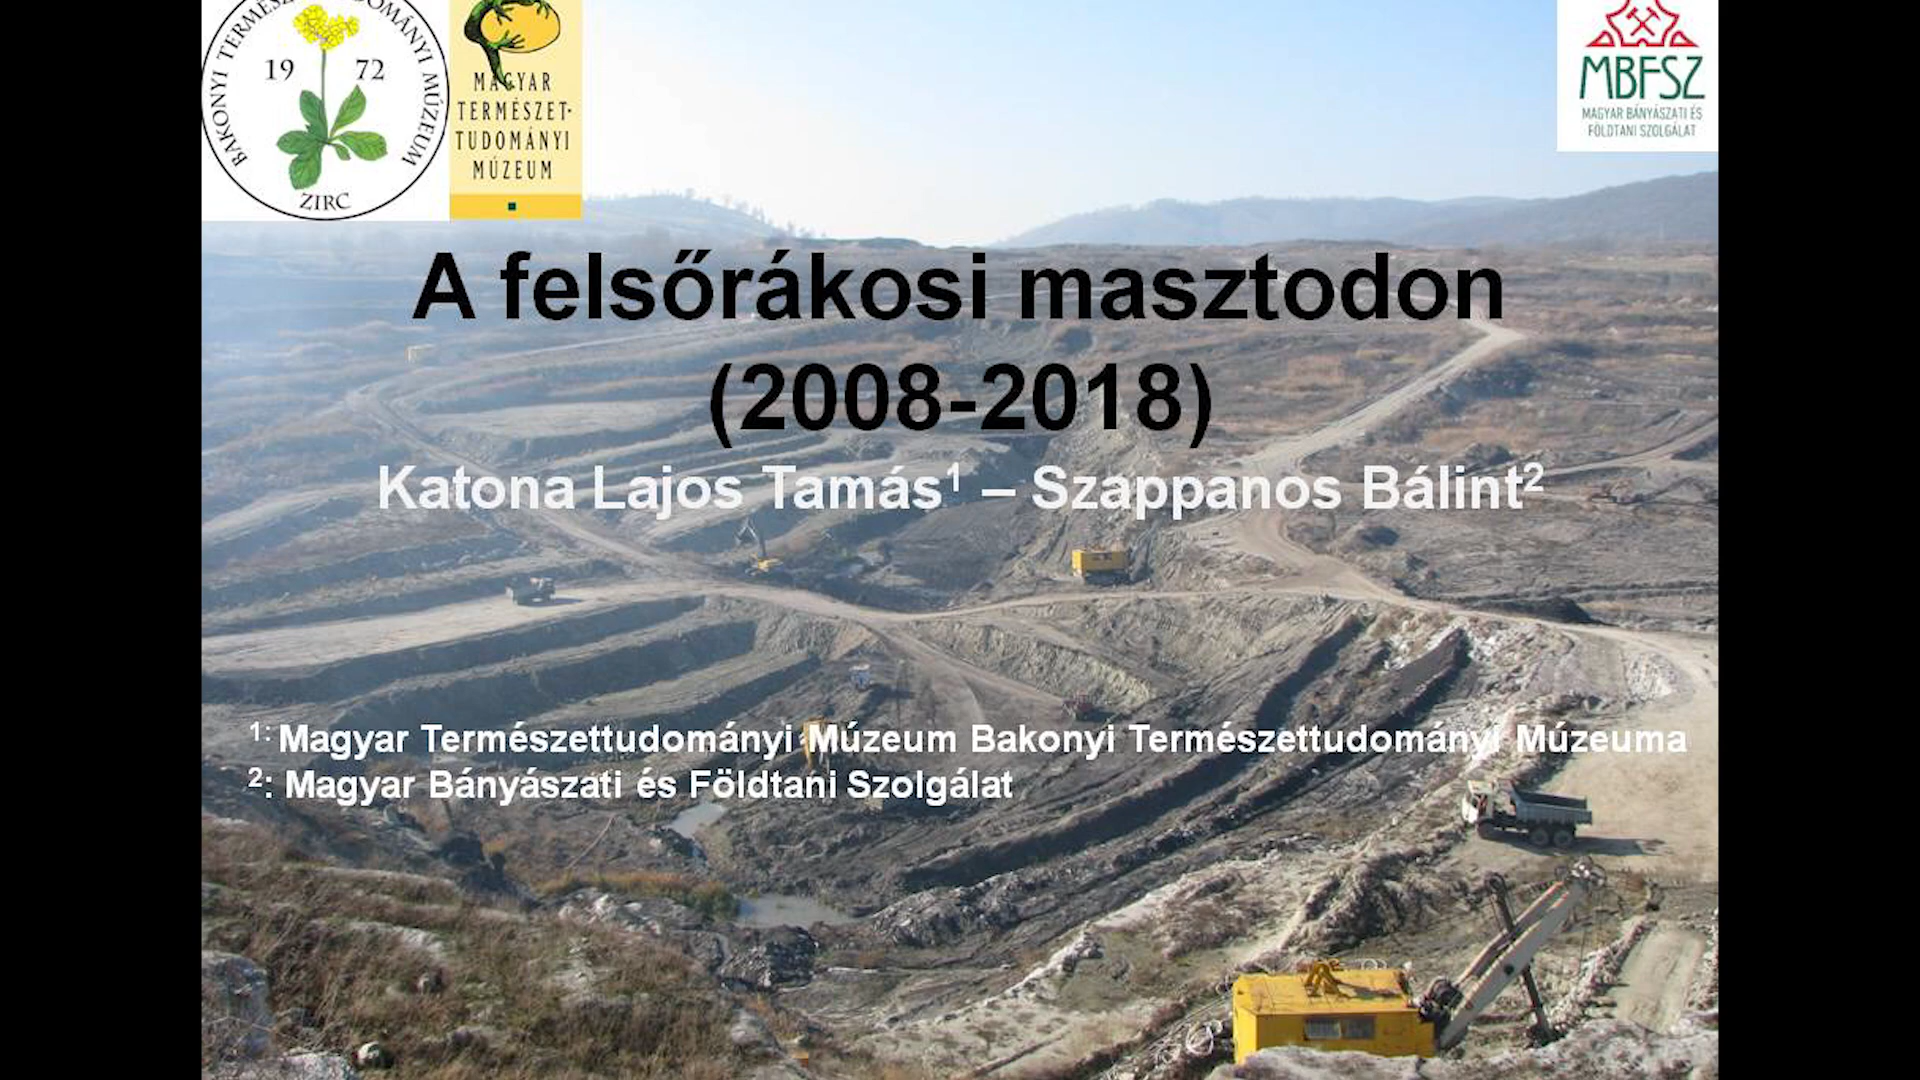 BAKONYI TERMÉSZETTUDOMÁNYI MÚZEUM
19 72
ZIRC
MAGYAR
TERMÉSZET-
TUDOMÁNYI
MÚZEUM
MBFSZ
MAGYAR BÁNYÁSZATI ÉS
FÖLDTANI SZOLGÁLAT
A felsőrákosi masztodon
(2008-2018)
Katona Lajos Tamás¹ – Szappanos Bálint²
¹: Magyar Természettudományi Múzeum Bakonyi Természettudományi Múzeuma
²: Magyar Bányászati és Földtani Szolgálat